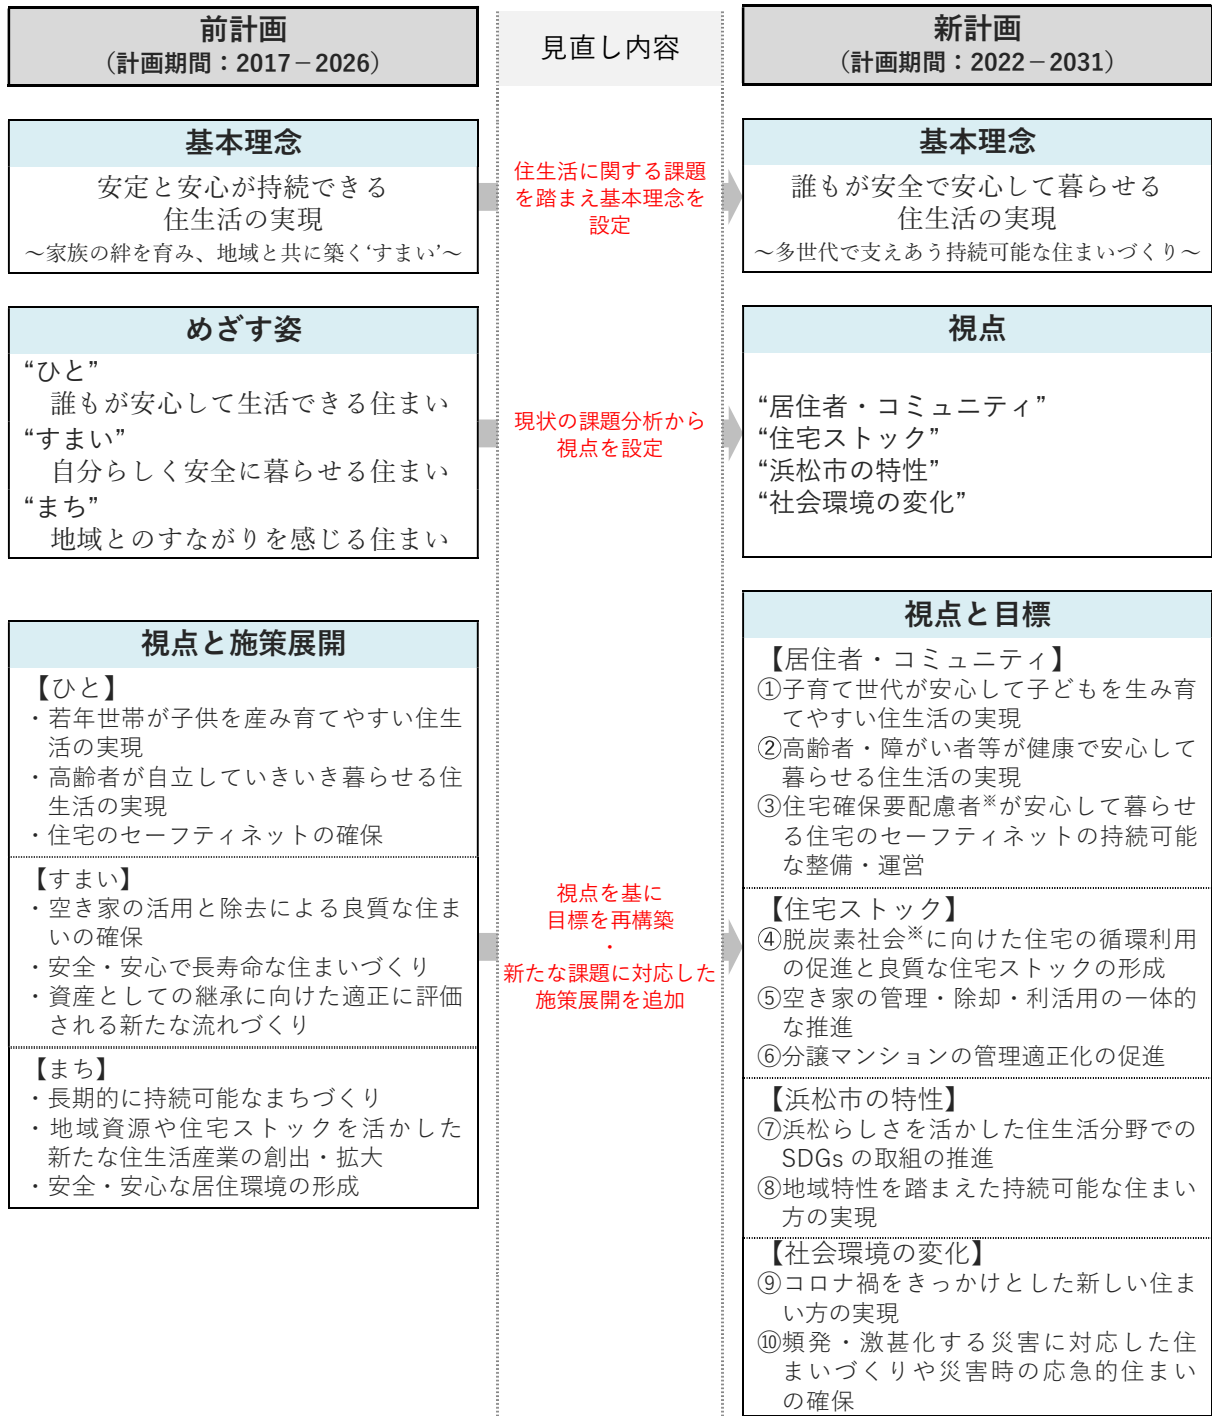 前計画
（計画期間：2017－2026）
基本理念
安定と安心が持続できる
住生活の実現
～家族の絆を育み、地域と共に築く‘すまい’～
めざす姿
“ひと”
誰もが安心して生活できる住まい
“すまい”
自分らしく安全に暮らせる住まい
“まち”
地域とのすながりを感じる住まい
視点と施策展開
【ひと】
・若年世帯が子供を産み育てやすい住生
活の実現
・高齢者が自立していきいき暮らせる住
生活の実現
・住宅のセーフティネットの確保
【すまい】
・空き家の活用と除去による良質な住ま
いの確保
・安全・安心で長寿命な住まいづくり
・資産としての継承に向けた適正に評価
される新たな流れづくり
【まち】
・長期的に持続可能なまちづくり
・地域資源や住宅ストックを活かした
新たな住生活産業の創出・拡大
・安全・安心な居住環境の形成
見直し内容
住生活に関する課題
を踏まえ基本理念を
設定
現状の課題分析から
視点を設定
視点を基に
目標を再構築
・
新たな課題に対応した
施策展開を追加
新計画
（計画期間：2022－2031）
基本理念
誰もが安全で安心して暮らせる
住生活の実現
～多世代で支えあう持続可能な住まいづくり～
視点
“居住者・コミュニティ”
“住宅ストック”
“浜松市の特性”
“社会環境の変化”
視点と目標
【居住者・コミュニティ】
①子育て世代が安心して子どもを生み育
てやすい住生活の実現
②高齢者・障がい者等が健康で安心して
暮らせる住生活の実現
③住宅確保要配慮者※が安心して暮らせ
る住宅のセーフティネットの持続可能
な整備・運営
【住宅ストック】
④脱炭素社会※に向けた住宅の循環利用
の促進と良質な住宅ストックの形成
⑤空き家の管理・除却・利活用の一体的
な推進
⑥分譲マンションの管理適正化の促進
【浜松市の特性】
⑦浜松らしさを活かした住生活分野での
SDGs の取組の推進
⑧地域特性を踏まえた持続可能な住まい
方の実現
【社会環境の変化】
⑨コロナ禍をきっかけとした新しい住ま
い方の実現
⑩頻発・激甚化する災害に対応した住
まいづくりや災害時の応急的住まい
の確保